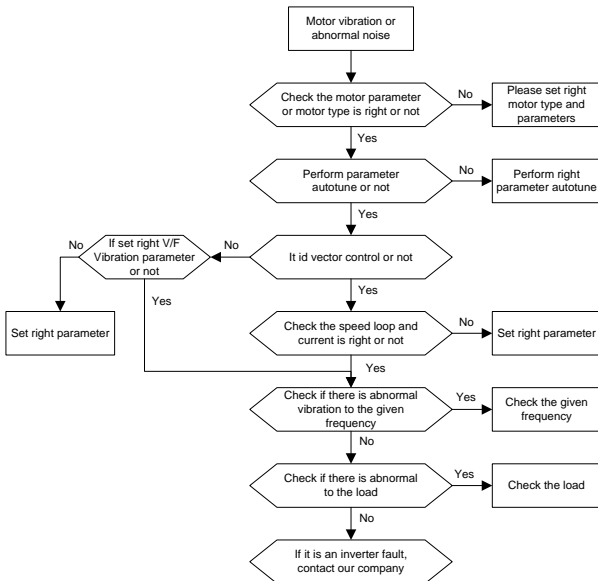 Motor vibration or
abnormal noise
Check the motor parameter
or motor type is right or not
No
Please set right
motor type and
parameters
Yes
Perform parameter
autotune or not
No
Perform right
parameter autotune
Yes
It id vector control or not
No
If set right V/F
Vibration parameter
or not
No
Set right parameter
Yes
Yes
Check the speed loop and
current is right or not
No
Set right parameter
Yes
Check if there is abnormal
vibration to the given
frequency
Yes
Check the given
frequency
No
Check if there is abnormal
to the load
Yes
Check the load
No
If it is an inverter fault,
contact our company